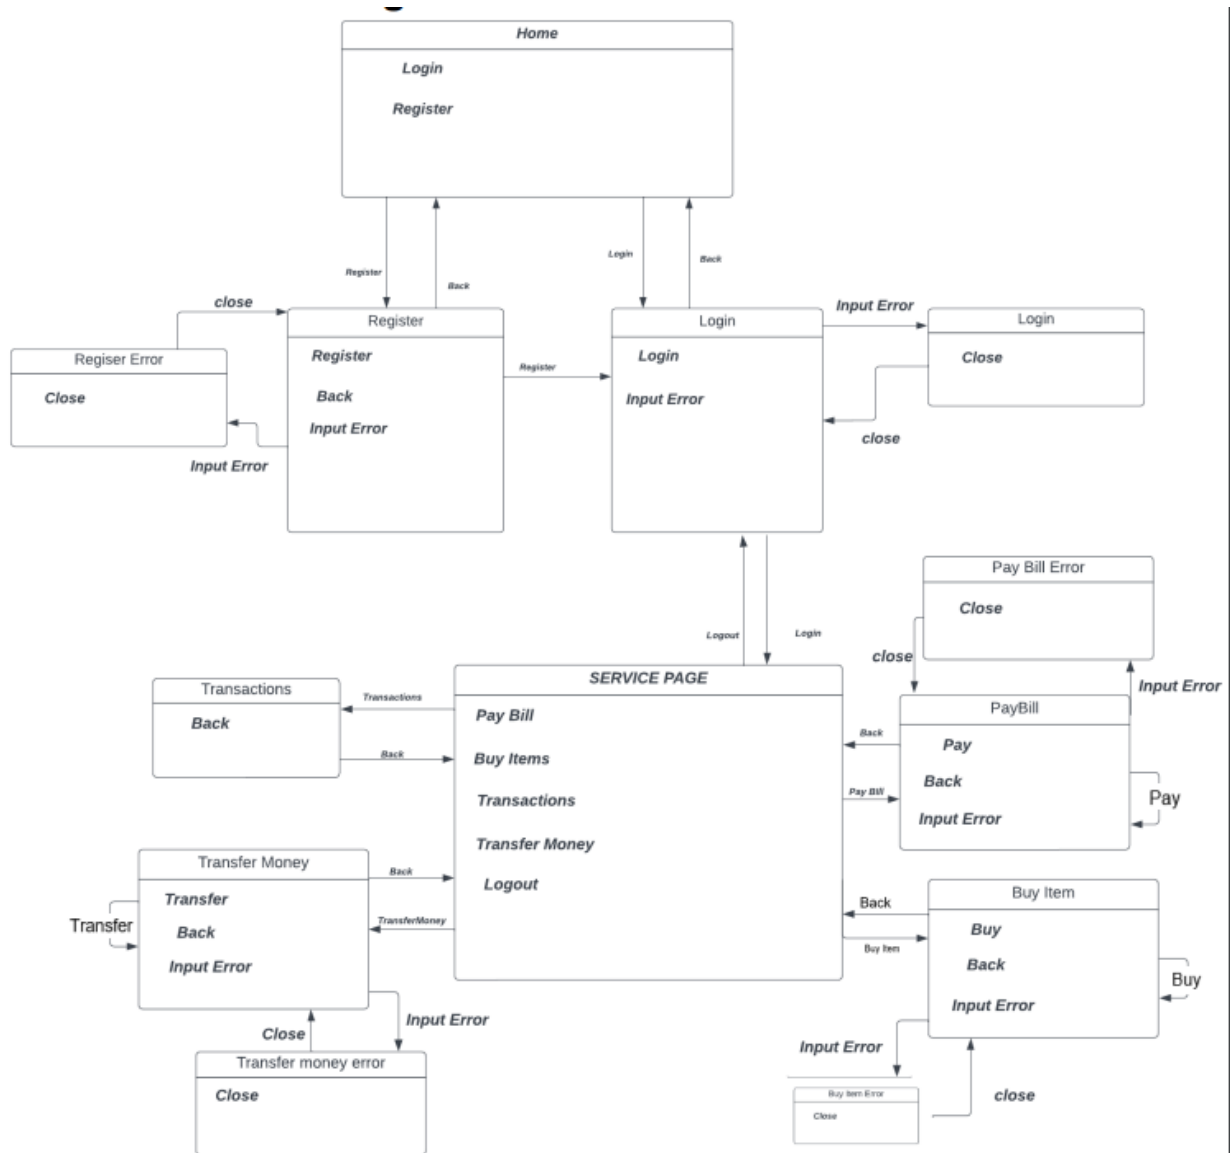 Home
Login
Register
Register
Back
Login
Back
close
Register
Register
Back
Input Error
Regiser Error
Close
Input Error
Register
Login
Login
Input Error
Input Error
Login
Close
close
Logout
Login
Pay Bill Error
Close
close
Input Error
SERVICE PAGE
Pay Bill
Buy Items
Transactions
Transfer Money
Logout
Transactions
Back
Transactions
Back
Back
Pay Bill
PayBill
Pay
Back
Input Error
Pay
Transfer Money
Transfer
Back
Input Error
Transfer
Back
TransferMoney
Close
Input Error
Transfer money error
Close
Back
Buy Item
Buy Item
Buy
Back
Input Error
Buy
Input Error
close
Buy Item Error
Close